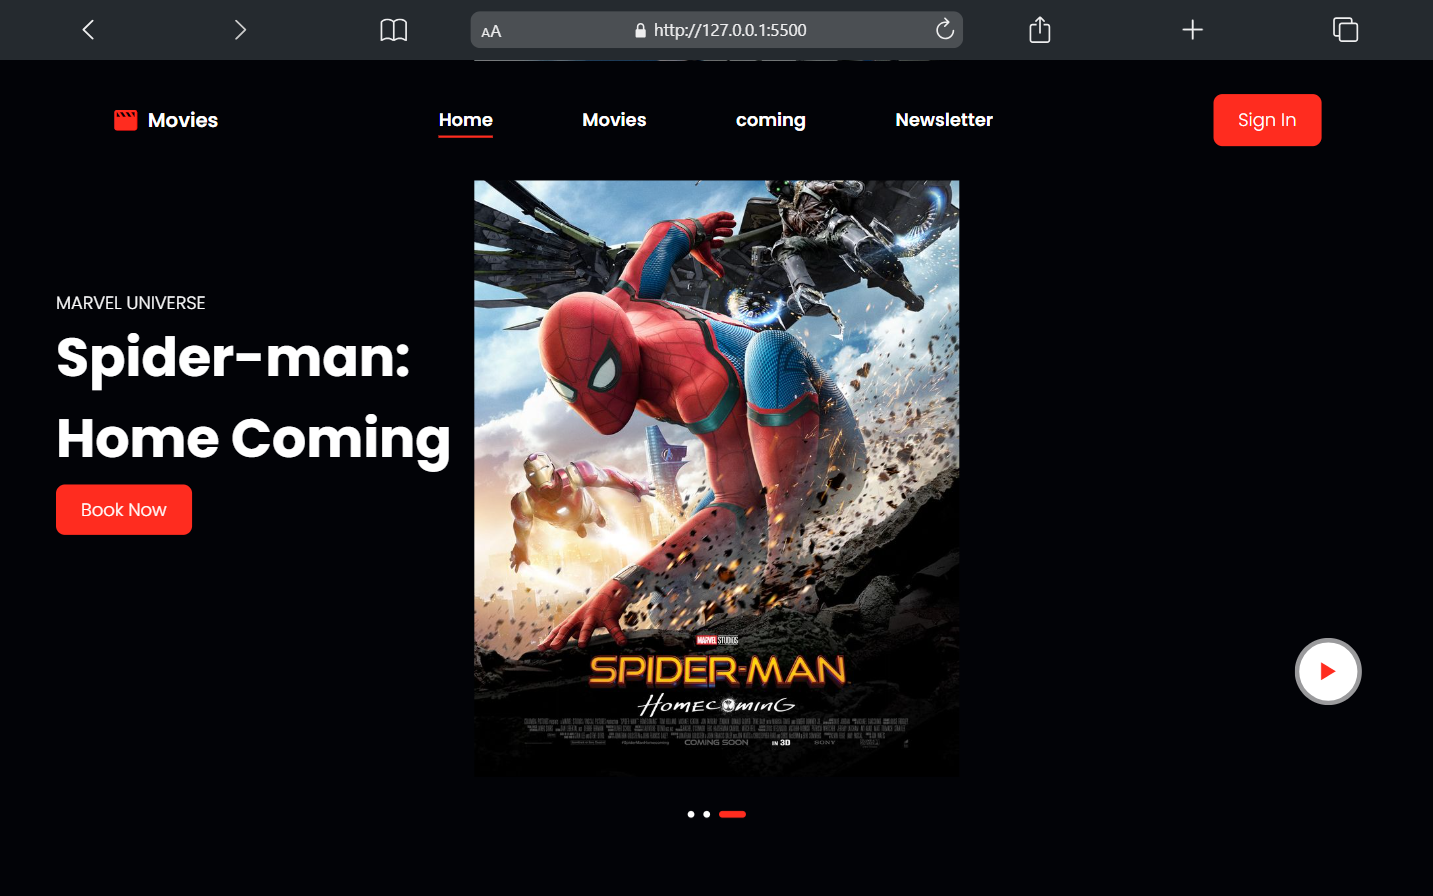 AA
http://127.0.0.1:5500
Movies
Home
Movies
coming
Newsletter
Sign In
MARVEL UNIVERSE
Spider-man:
Home Coming
Book Now
MARVEL STUDIOS
SPIDER-MAN
HOMECOMING
COMING SOON
IN 3D
SONY